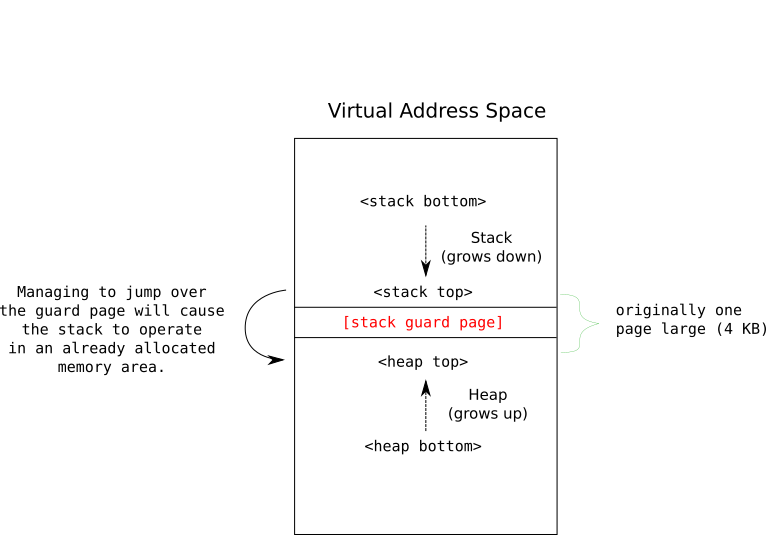 Virtual Address Space
<stack bottom>
Stack
(grows down)
<stack top>
[stack guard page]
<heap top>
Heap
(grows up)
<heap bottom>
Managing to jump over
the guard page will cause
the stack to operate
in an already allocated
memory area.
originally one
page large (4 KB)